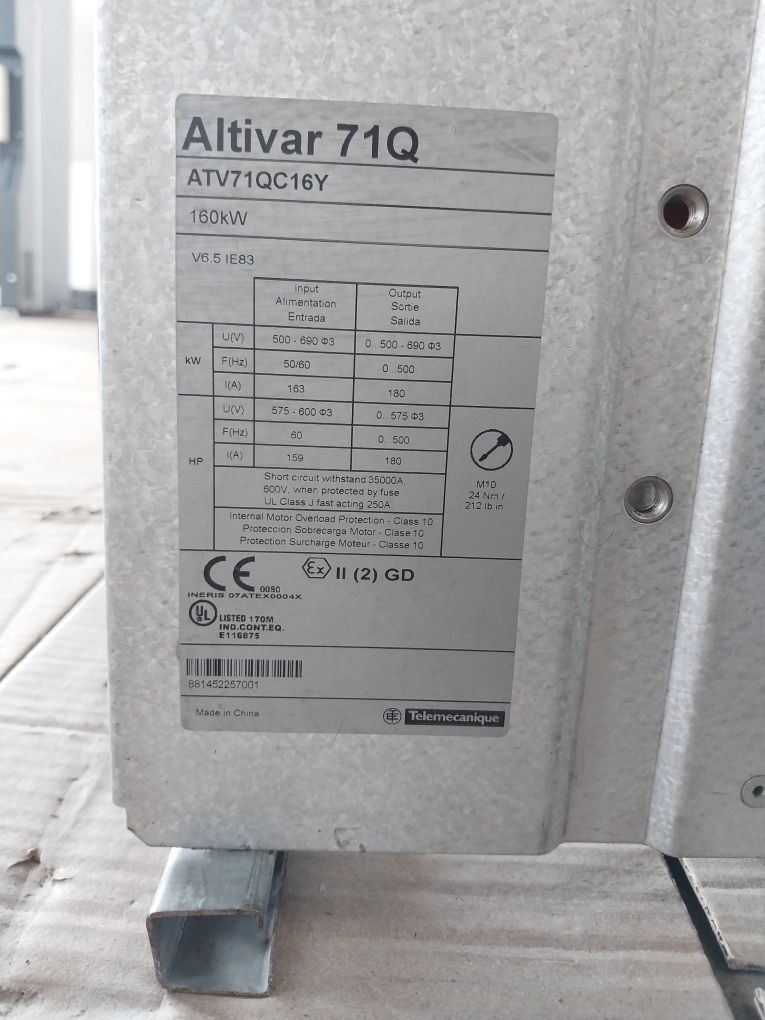 Altivar 71Q
ATV71QC16Y
160kW
V6.5 IE83
Input
Alimentation
Entrada
Output
Sortie
Salida
kW
U(V) 500 - 690 Φ3 0...500 - 690 Φ3
F(Hz) 50/60 0...500
I(A) 163 180
HP
U(V) 575 - 600 Φ3 0...575 Φ3
F(Hz) 60 0...500
I(A) 159 180
Short circuit withstand 35000A,
600V, when protected by fuse
UL Class J fast acting 250A
Internal Motor Overload Protection - Class 10
Proteccion Sobrecarga Motor - Clase 10
Protection Surcharge Moteur - Classe 10
M10
24 Nm /
212 lb in
CE 0080
Ex II (2) GD
INERIS 07ATEX0004X
UL LISTED 170M
IND.CONT.EQ.
E116875
881452257001
Made in China
Telemecanique